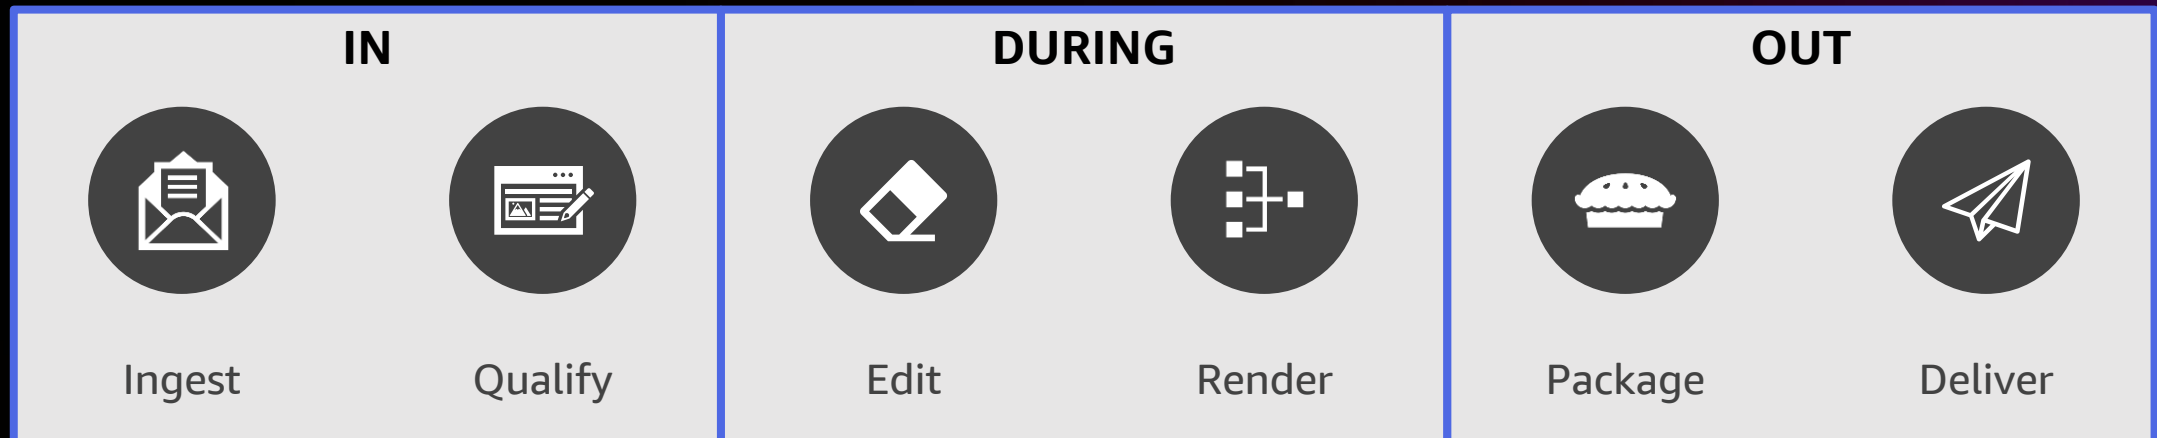 IN
DURING
OUT
Ingest
Qualify
Edit
Render
Package
Deliver